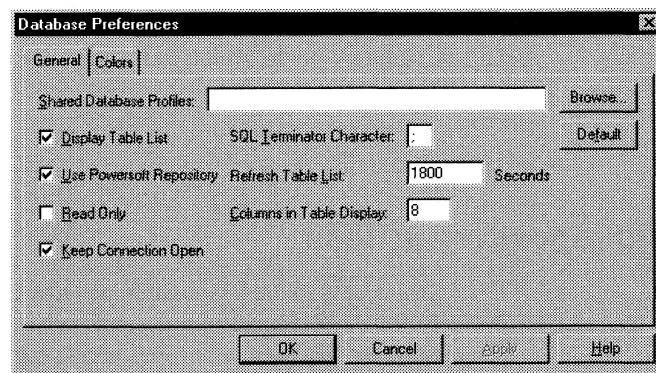 Database Preferences
General Colors
Shared Database Profiles: Browse...
Display Table List SQL Terminator Character: ; Default
Use Powersoft Repository Refresh Table List: 1800 Seconds
Read Only Columns in Table Display: 8
Keep Connection Open
OK Cancel Apply Help